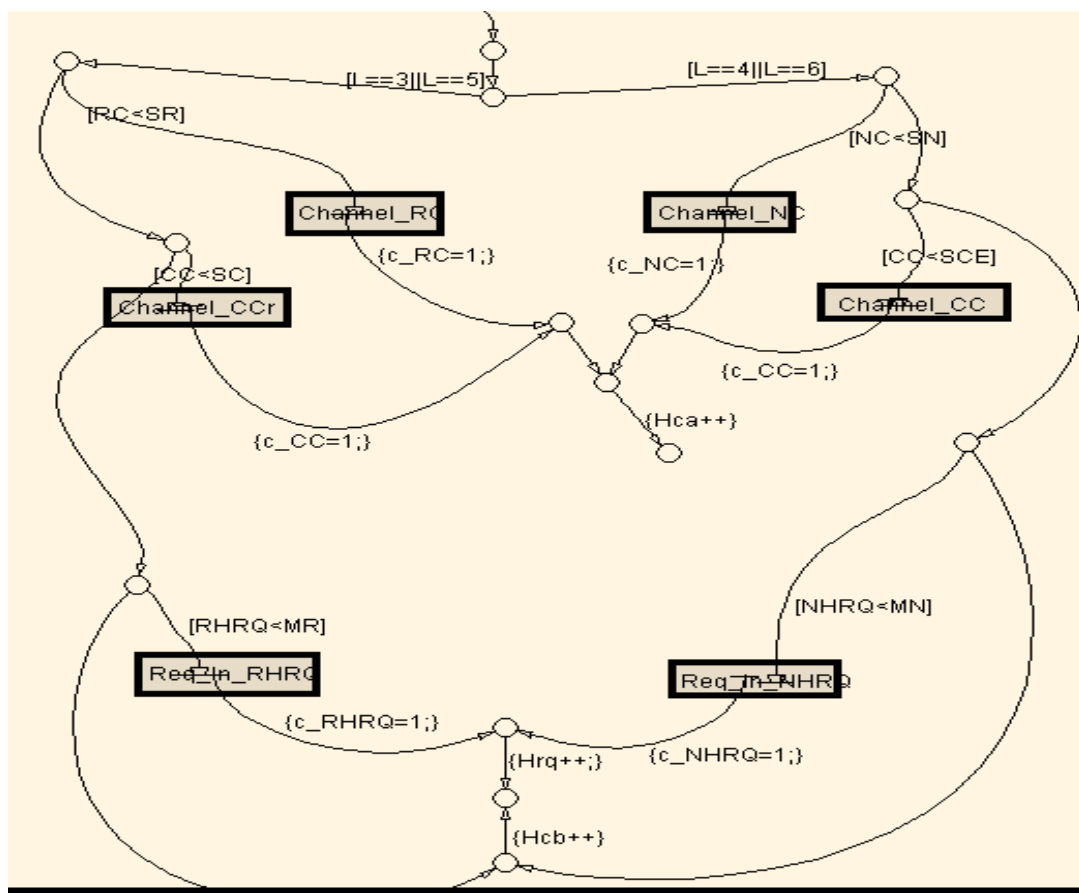 [L==3||L==5]
[L==4||L==6]
[RC<SR]
[NC<SN]
Channel_RC
Channel_NC
{c_RC=1;}
{c_NC=1;}
[CC<SC]
[CC<SCE]
Channel_CCr
Channel_CC
{c_CC=1;}
{c_CC=1;}
{Hca++}
[RHRQ<MR]
[NHRQ<MN]
Req_In_RHRQ
Req_In_NHRQ
{c_RHRQ=1;}
{c_NHRQ=1;}
{Hrq++;}
{Hcb++}